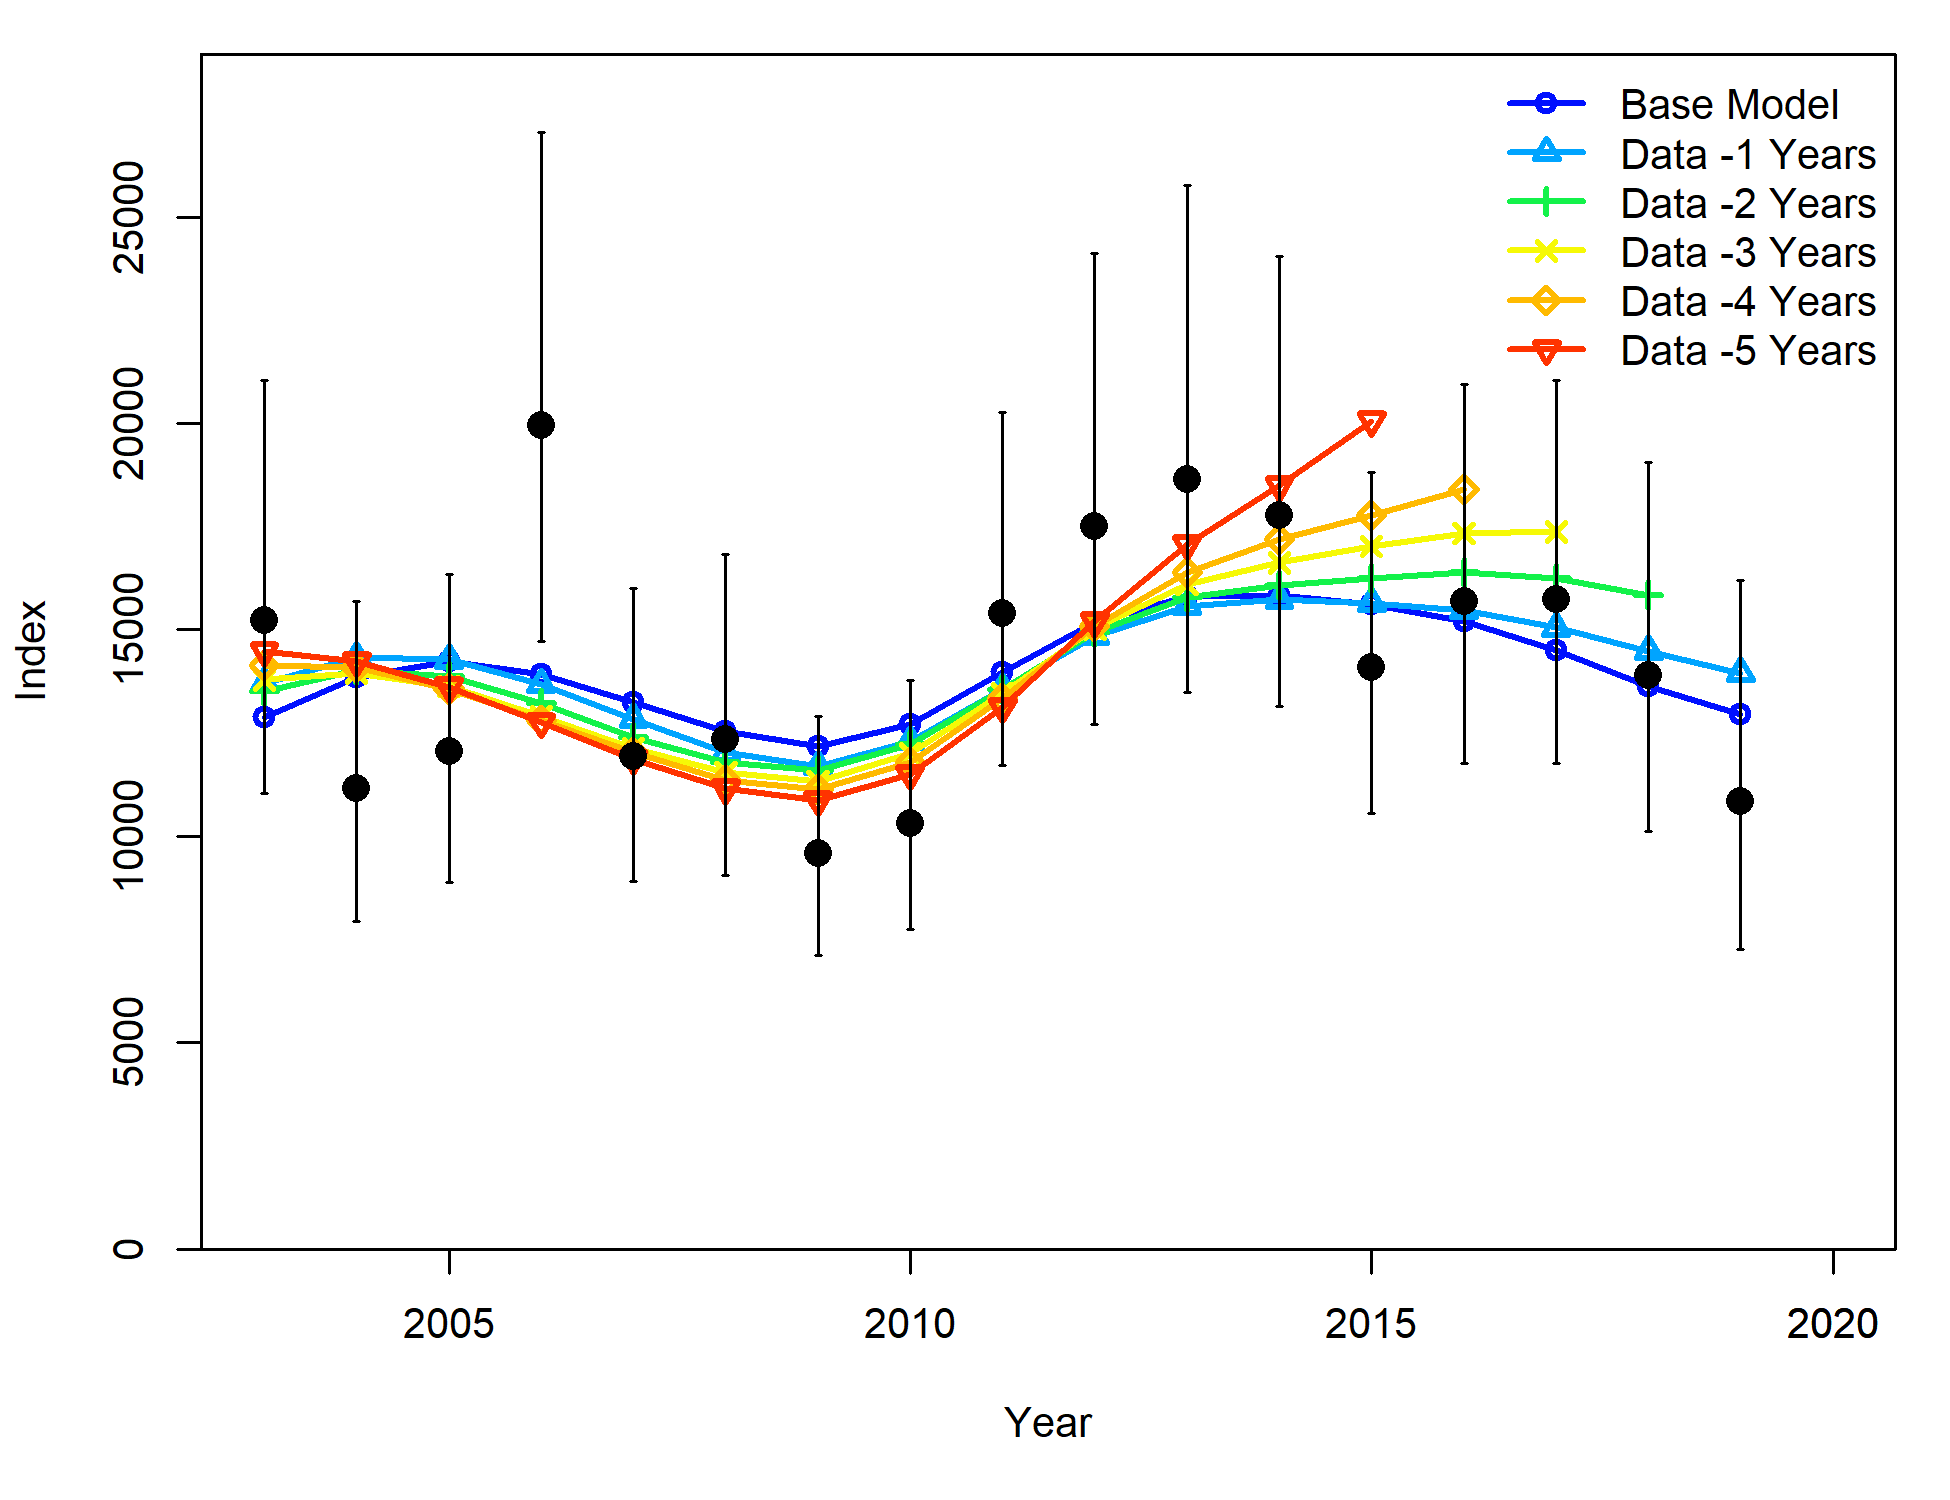 Base Model
Data -1 Years
Data -2 Years
Data -3 Years
Data -4 Years
Data -5 Years
25000
20000
15000
10000
5000
0
Index
2005
2010
2015
2020
Year